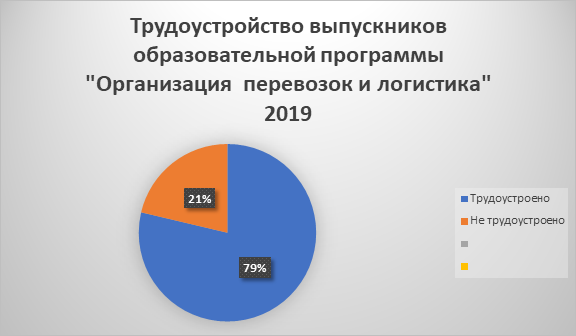 Трудоустройство выпускников
образовательной программы
"Организация перевозок и логистика"
2019
21%
79%
Трудоустроено
Не трудоустроено